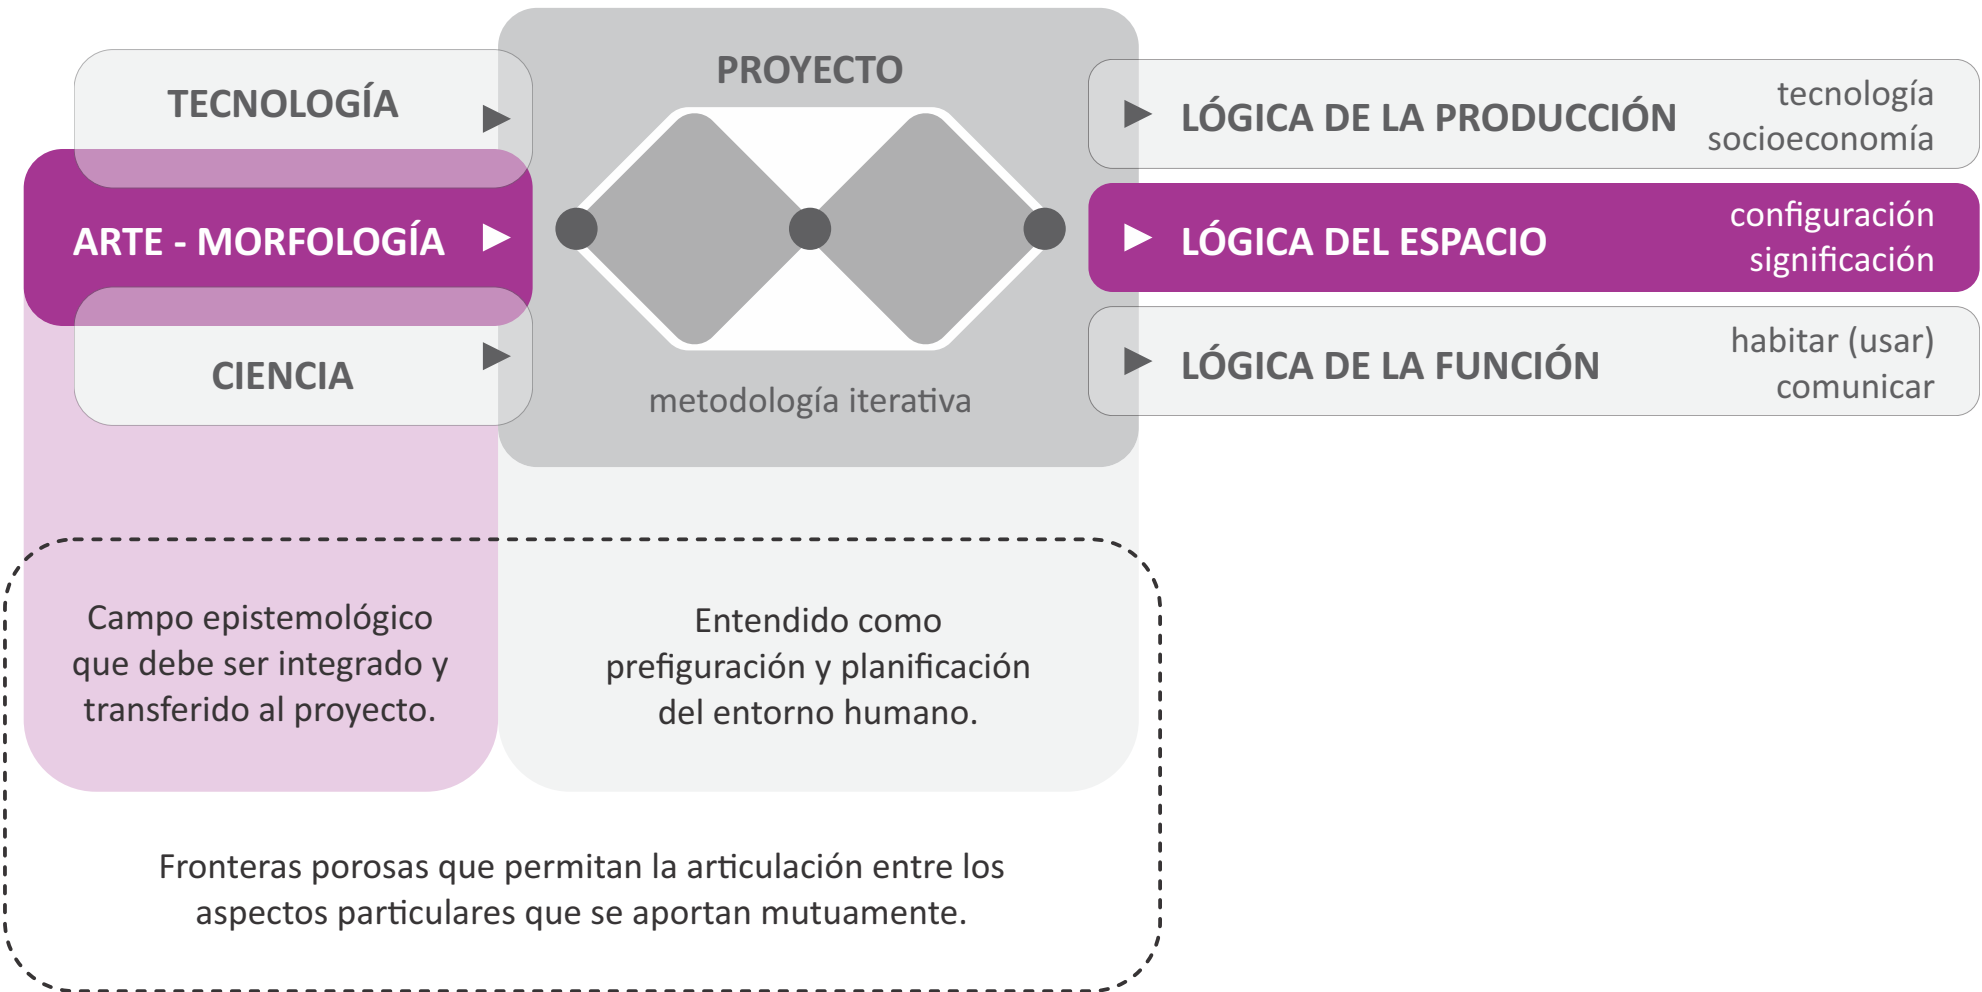 TECNOLOGÍA
ARTE - MORFOLOGÍA
CIENCIA
PROYECTO
metodología iterativa
LÓGICA DE LA PRODUCCIÓN
tecnología
socioeconomía
LÓGICA DEL ESPACIO
configuración
significación
LÓGICA DE LA FUNCIÓN
habitar (usar)
comunicar
Campo epistemológico
que debe ser integrado y
transferido al proyecto.
Entendido como
prefiguración y planificación
del entorno humano.
Fronteras porosas que permitan la articulación entre los
aspectos particulares que se aportan mutuamente.